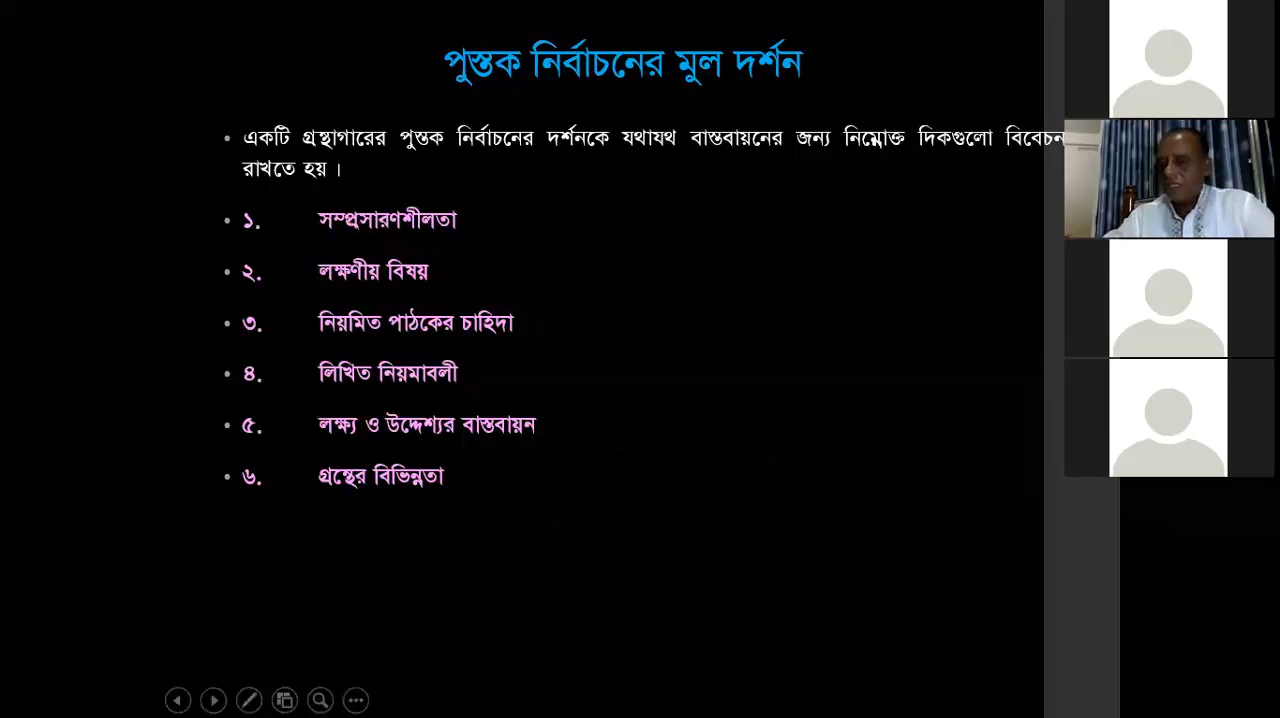 পুস্তক নির্বাচনের মুল দর্শন
• একটি গ্রন্থাগারের পুস্তক নির্বাচনের দর্শনকে যথাযথ বাস্তবায়নের জন্য নিম্নোক্ত দিকগুলো বিবেচন
রাখতে হয়।
• ১. সম্প্রসারণশীলতা
• ২. লক্ষণীয় বিষয়
• ৩. নিয়মিত পাঠকের চাহিদা
• ৪. লিখিত নিয়মাবলী
• ৫. লক্ষ্য ও উদ্দেশ্যর বাস্তবায়ন
• ৬. গ্রন্থের বিভিন্নতা